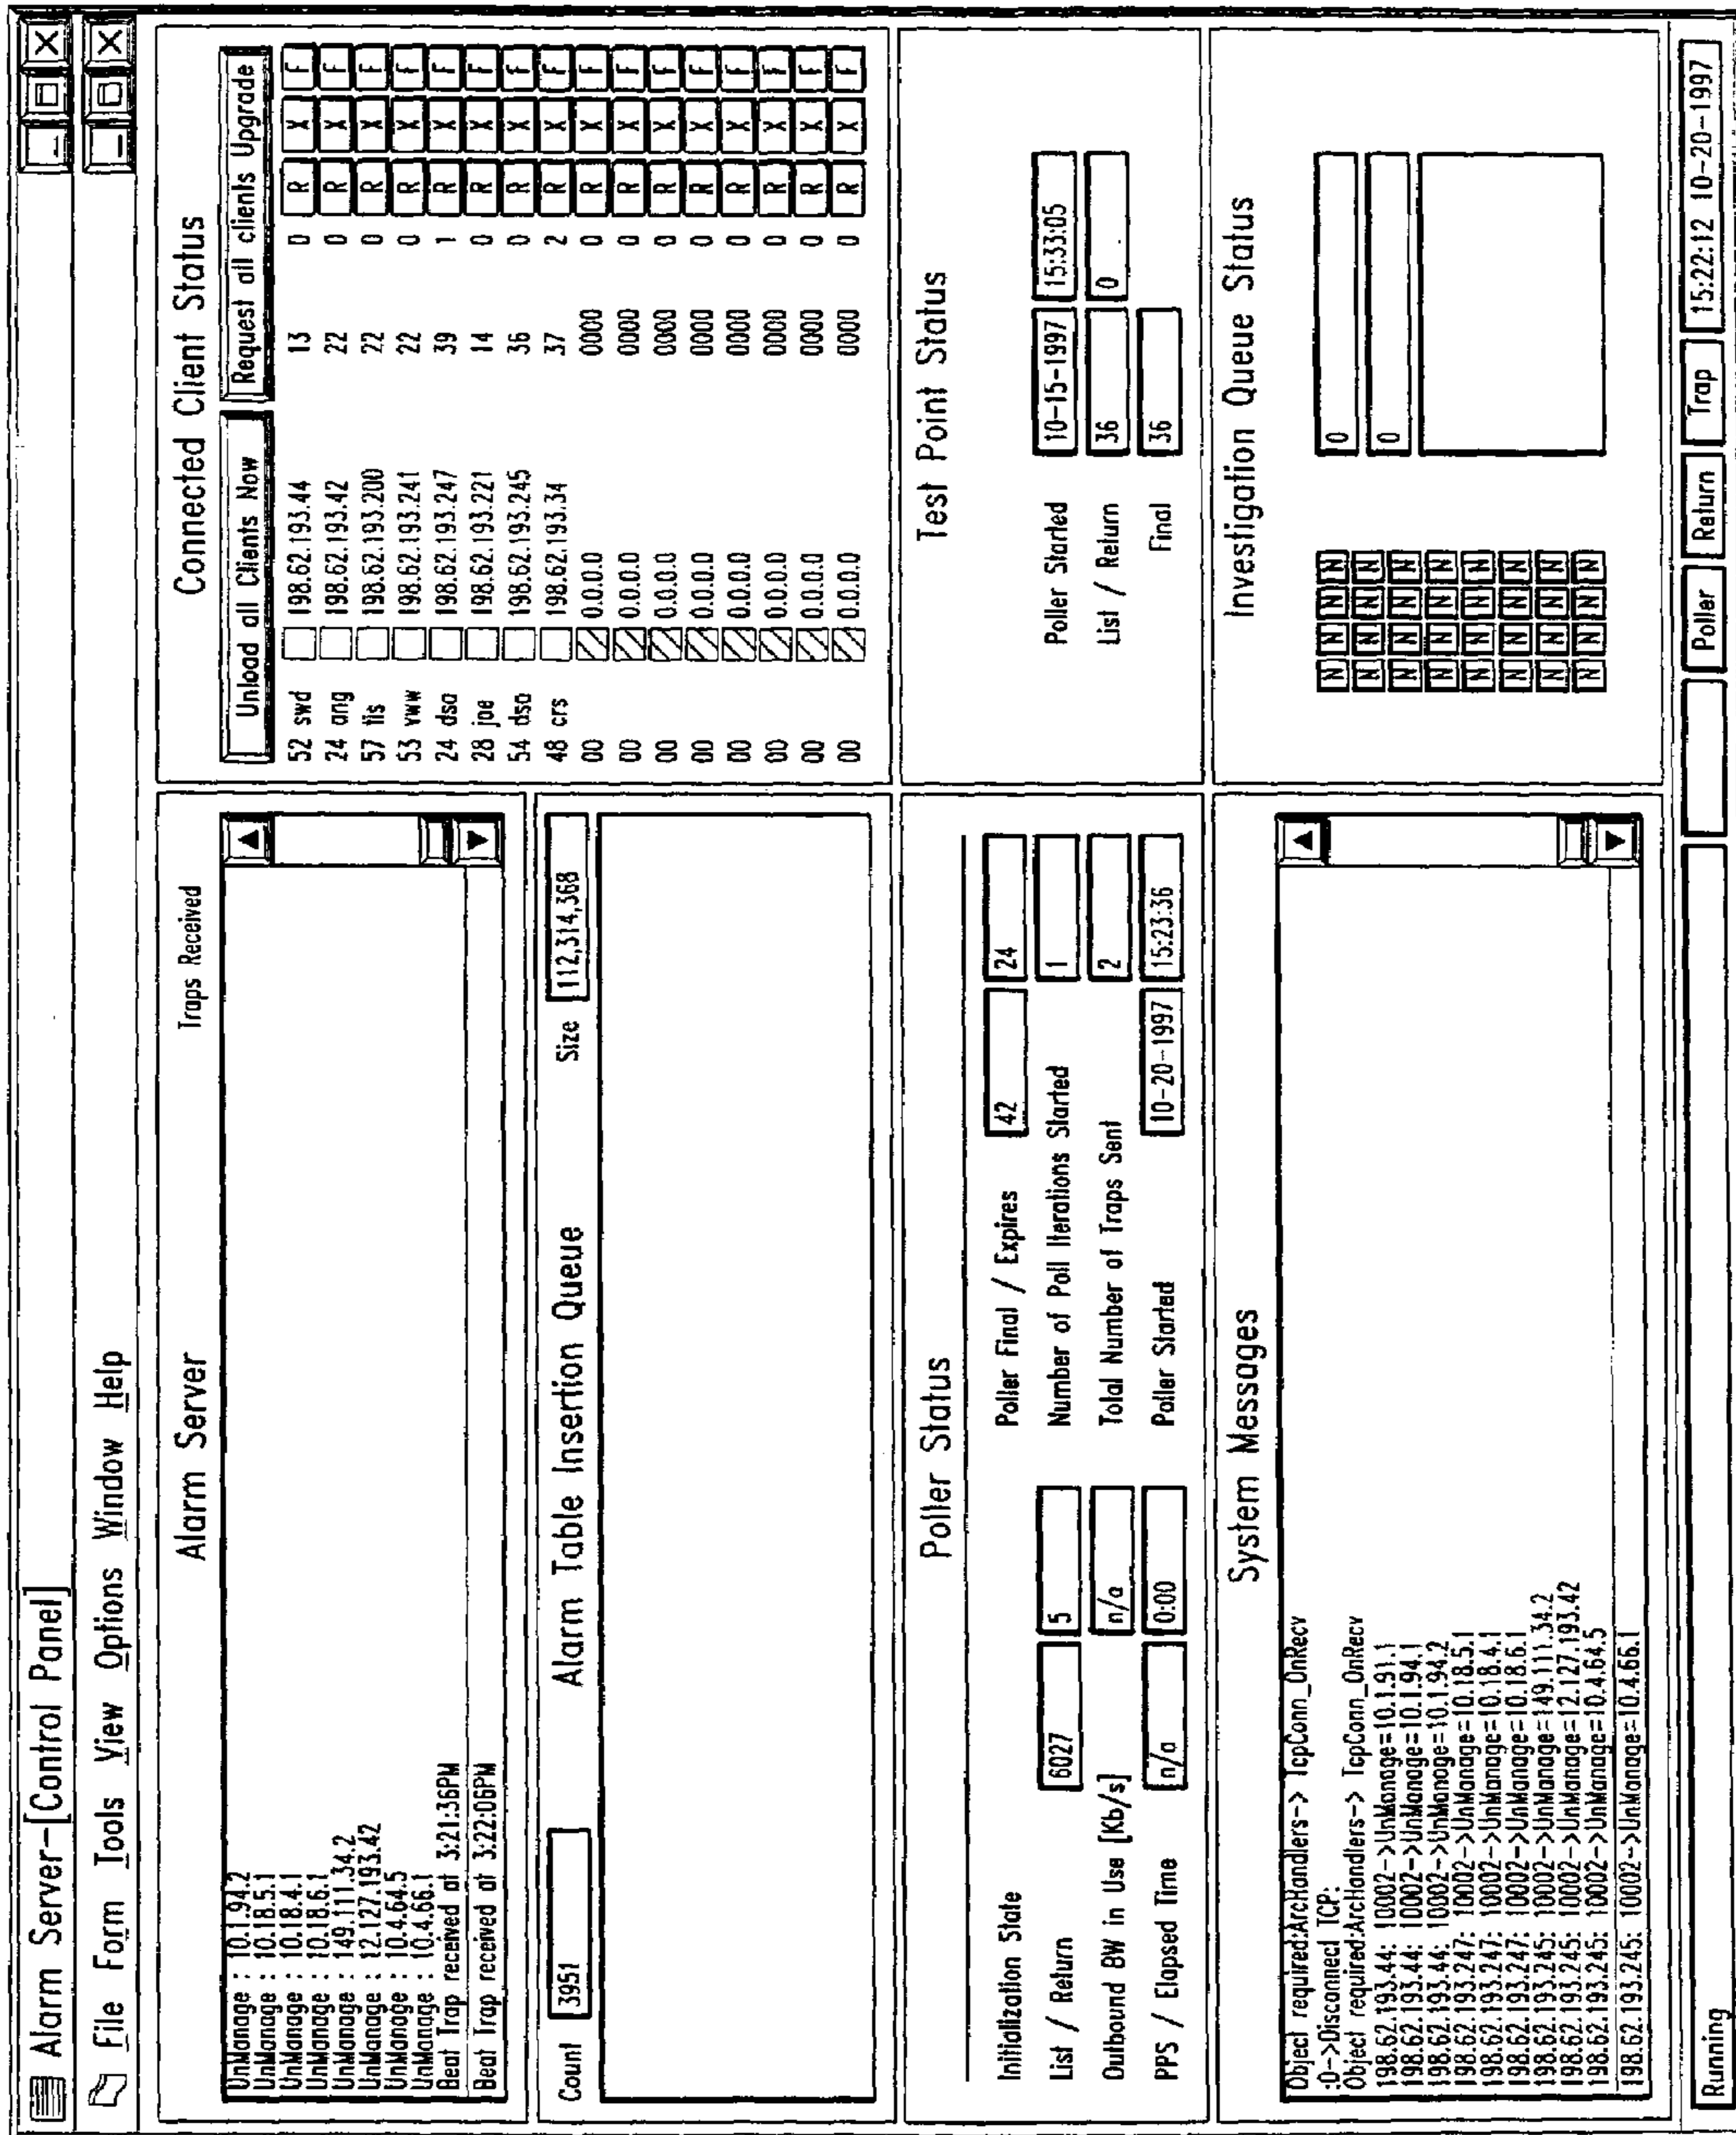 Alarm Server-[Control Panel]
File Form Tools View Options Window Help
Alarm Server
Traps Received
UnManage : 10.1.94.2
UnManage : 10.18.5.1
UnManage : 10.18.4.1
UnManage : 10.18.6.1
UnManage : 149.111.34.2
UnManage : 12.127.193.42
UnManage : 10.4.64.5
UnManage : 10.4.66.1
Beat Trap received at 3:21:36PM
Beat Trap received at 3:22:06PM
Count 3951 Alarm Table Insertion Queue Size 112,314,368
Poller Status
Initialization State Poller Final / Expires 42 24
List / Return 6027 5 Number of Poll Iterations Started 1
Outbound BW in Use [Kb/s] n/a Total Number of Traps Sent 2
PPS / Elapsed Time n/a 0:00 Poller Started 10-20-1997 15:23:36
System Messages
Object required:ArcHandlers-> TcpConn_OnRecv
:0->Disconnect TCP:
Object required:ArcHandlers-> TcpConn_OnRecv
198.62.193.44: 10002->UnManage=10.1.91.1
198.62.193.44: 10002->UnManage=10.1.94.1
198.62.193.44: 10002->UnManage=10.1.94.2
198.62.193.247: 10002->UnManage=10.18.5.1
198.62.193.247: 10002->UnManage=10.18.4.1
198.62.193.247: 10002->UnManage=10.18.6.1
198.62.193.245: 10002->UnManage=149.111.34.2
198.62.193.245: 10002->UnManage=12.127.193.42
198.62.193.245: 10002->UnManage=10.4.64.5
198.62.193.245: 10002->UnManage=10.4.66.1
Connected Client Status
Unload all Clients Now Request all clients Upgrade
52 swd 198.62.193.44 13 0 R X F
24 ang 198.62.193.42 22 0 R X F
57 tis 198.62.193.200 22 0 R X F
53 vww 198.62.193.241 22 0 R X F
24 dsa 198.62.193.247 39 1 R X F
28 joe 198.62.193.221 14 0 R X F
54 dsa 198.62.193.245 36 0 R X F
48 crs 198.62.193.34 37 2 R X F
00 0.0.0.0 0000 0 R X F
00 0.0.0.0 0000 0 R X F
00 0.0.0.0 0000 0 R X F
00 0.0.0.0 0000 0 R X F
00 0.0.0.0 0000 0 R X F
00 0.0.0.0 0000 0 R X F
00 0.0.0.0 0000 0 R X F
00 0.0.0.0 0000 0 R X F
Test Point Status
Poller Started 10-15-1997 15:33:05
List / Return 36 0
Final 36
Investigation Queue Status
N N N N 0
N N N N 0
N N N N
N N N N
N N N N
N N N N
N N N N
N N N N
Running Poller Return Trap 15:22:12 10-20-1997